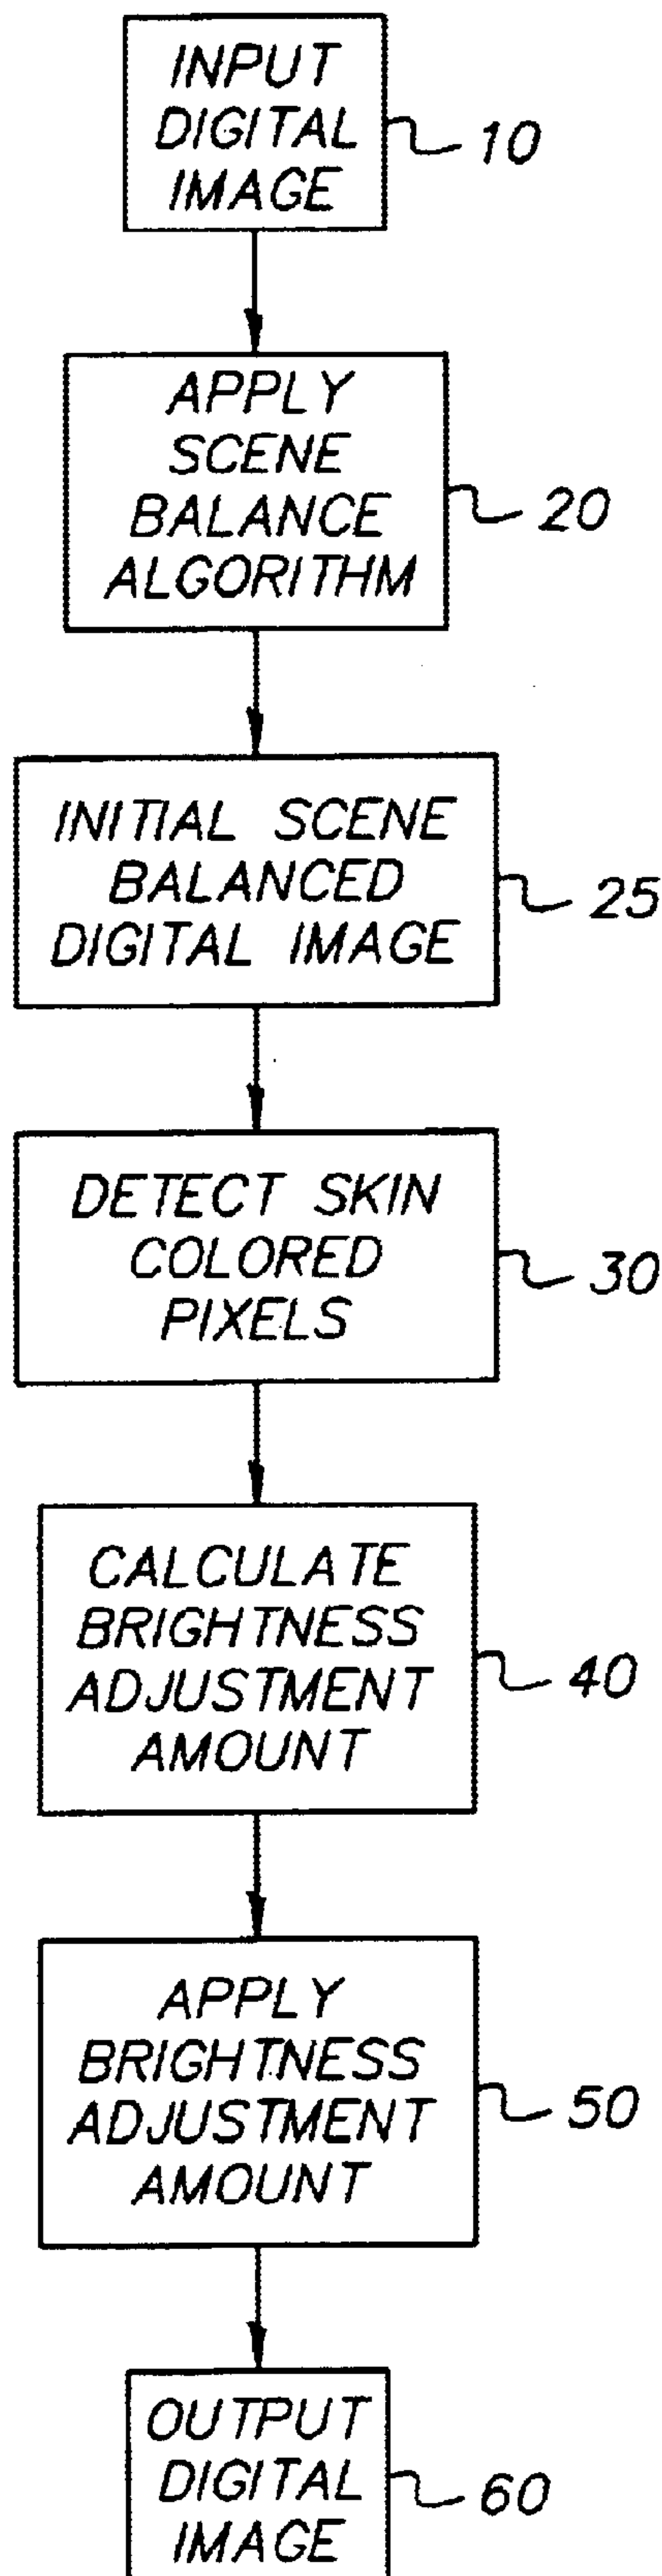 INPUT
DIGITAL
IMAGE
10
APPLY
SCENE
BALANCE
ALGORITHM
20
INITIAL SCENE
BALANCED
DIGITAL IMAGE
25
DETECT SKIN
COLORED
PIXELS
30
CALCULATE
BRIGHTNESS
ADJUSTMENT
AMOUNT
40
APPLY
BRIGHTNESS
ADJUSTMENT
AMOUNT
50
OUTPUT
DIGITAL
IMAGE
60